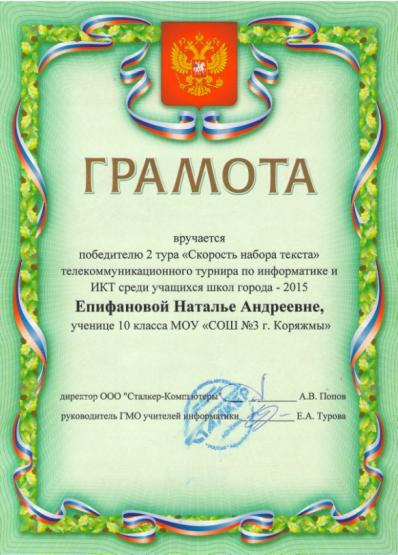 ГРАМОТА
вручается
победителю 2 тура «Скорость набора текста»
телекоммуникационного турнира по информатике и
ИКТ среди учащихся школ города - 2015
Епифановой Наталье Андреевне,
ученице 10 класса МОУ «СОШ №3 г. Коряжмы»
директор ООО "Сталкер-Компьютеры" А.В. Попов
руководитель ГМО учителей информатики Е.А. Турова
СТАЛКЕР